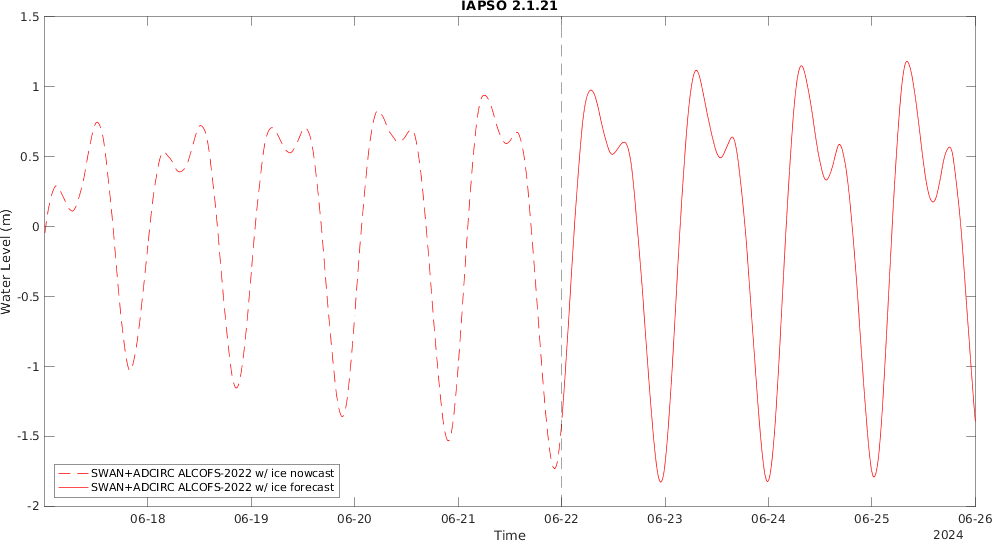 IAPSO 2.1.21
1.5
1
0.5
0
-0.5
-1
-1.5
-2
Water Level (m)
SWAN+ADCIRC ALCOFS-2022 w/ ice nowcast
SWAN+ADCIRC ALCOFS-2022 w/ ice forecast
06-18 06-19 06-20 06-21 06-22 06-23 06-24 06-25 06-26
Time
2024